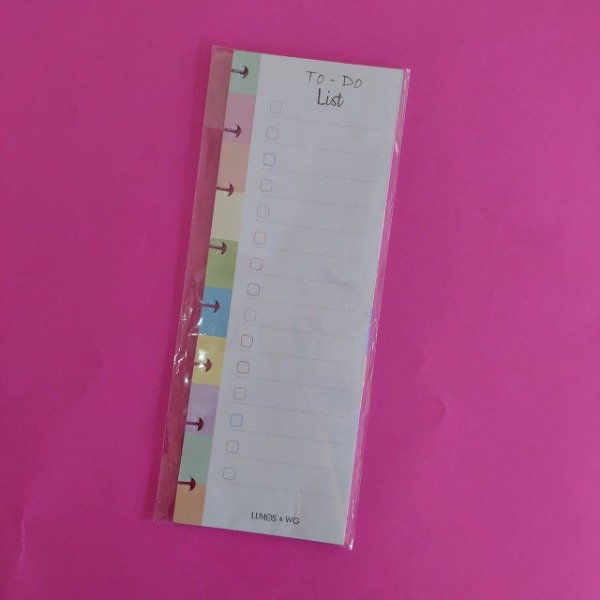 TO - DO
List
LUMOS & WG